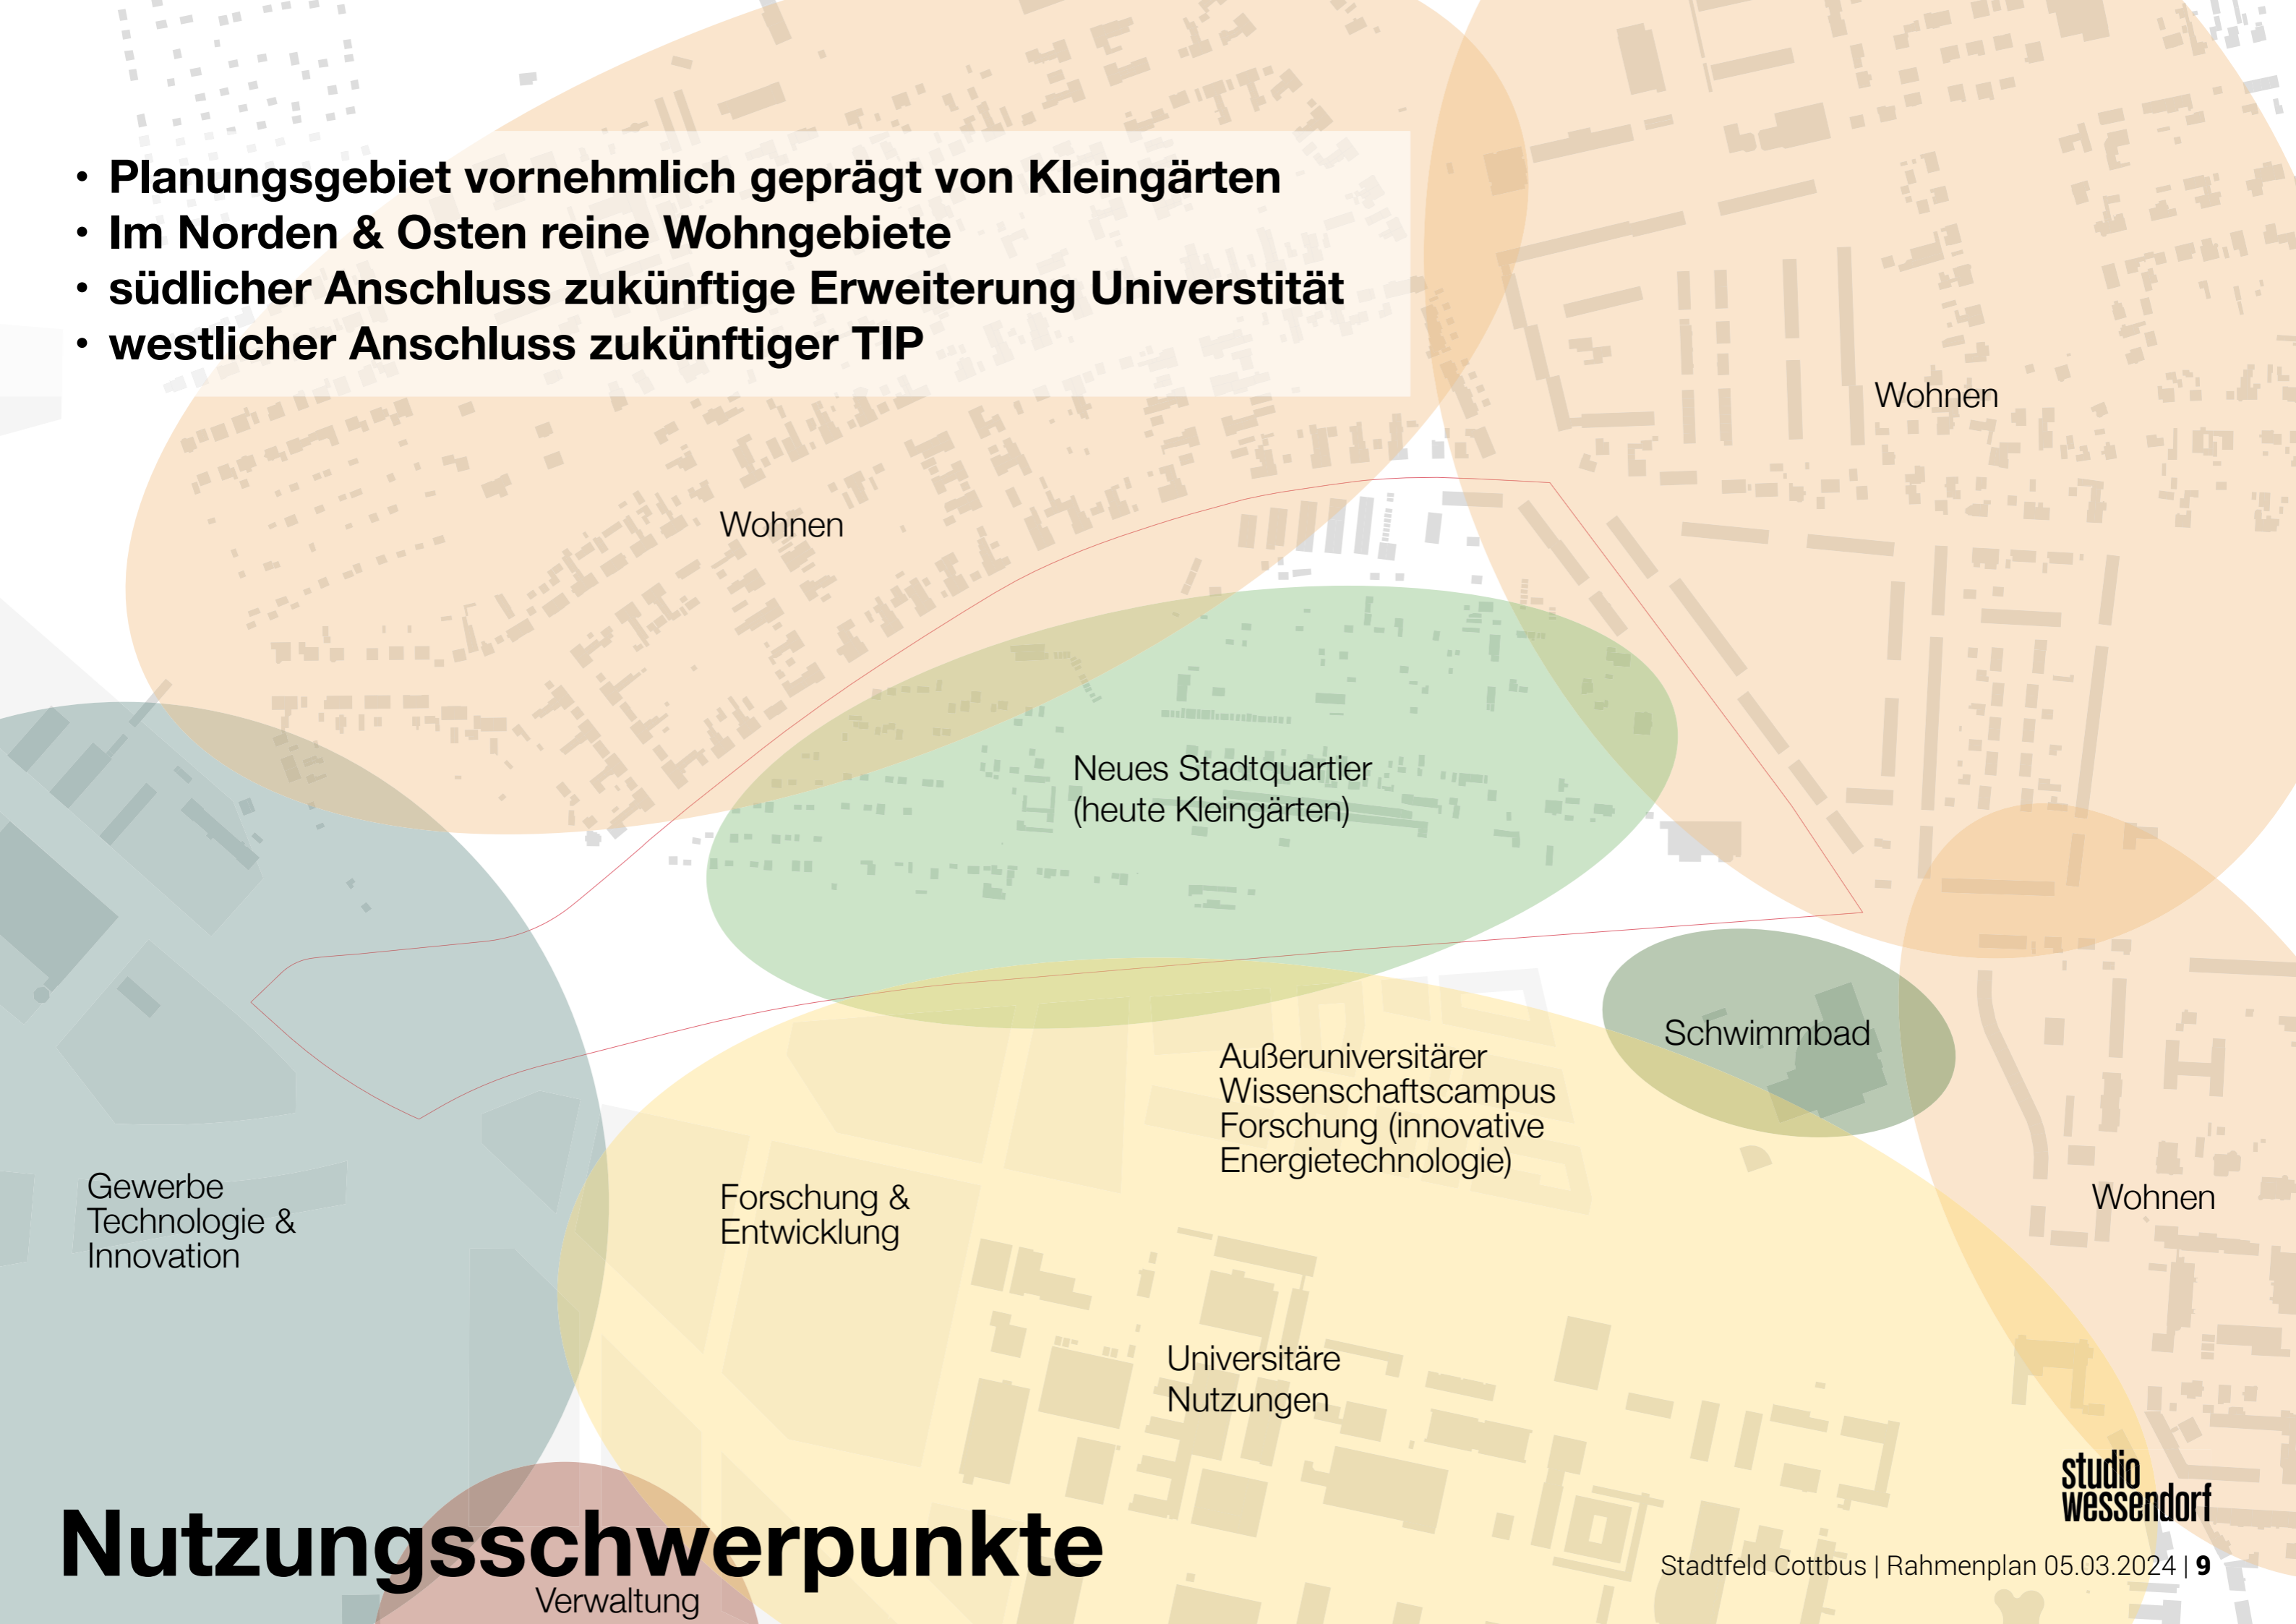 • Planungsgebiet vornehmlich geprägt von Kleingärten
• Im Norden & Osten reine Wohngebiete
• südlicher Anschluss zukünftige Erweiterung Universtität
• westlicher Anschluss zukünftiger TIP
Wohnen
Wohnen
Neues Stadtquartier
(heute Kleingärten)
Schwimmbad
Außeruniversitärer
Wissenschaftscampus
Forschung (innovative
Energietechnologie)
Gewerbe
Technologie &
Innovation
Forschung &
Entwicklung
Wohnen
Universitäre
Nutzungen
studio
wessendorf
Nutzungsschwerpunkte
Verwaltung
Stadtfeld Cottbus | Rahmenplan 05.03.2024 | 9